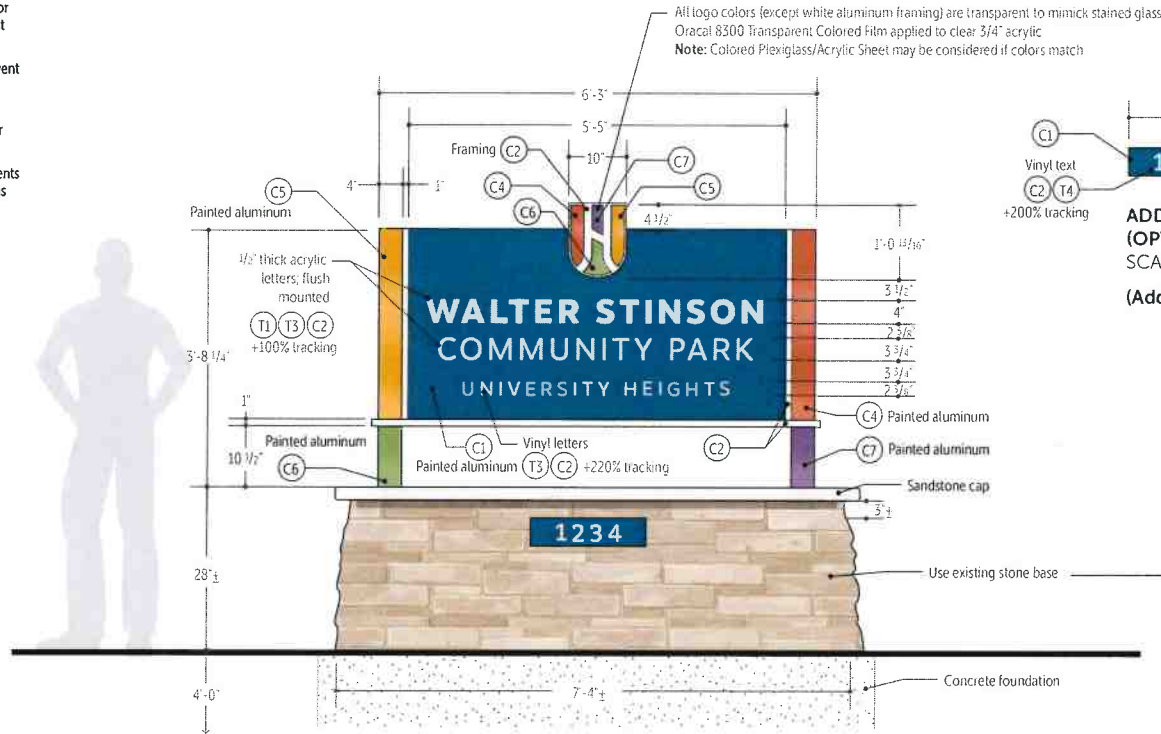 or
t
vent
r
ents
ns
All logo colors (except white aluminum framing) are transparent to mimick stained glass
Oracal 8300 Transparent Colored Film applied to clear 3/4" acrylic
Note: Colored Plexiglass/Acrylic Sheet may be considered if colors match
6'-3"
5'-5"
Framing C2
10"
C7
C4
C5
C6
4"
1"
4 1/2"
C5
Painted aluminum
1/2" thick acrylic
letters; flush
mounted
T1 T3 C2
+100% tracking
3'-8 1/4"
1"
10 1/2"
Painted aluminum
C6
WALTER STINSON
COMMUNITY PARK
UNIVERSITY HEIGHTS
1'-0 13/16"
3 1/2"
4"
2 3/8"
3 3/4"
3 3/4"
2 3/8"
C4 Painted aluminum
C2
C7 Painted aluminum
C1
Vinyl letters
Painted aluminum T3 C2 +220% tracking
Sandstone cap
3"±
1234
28"±
Use existing stone base
4'-0"
7'-4"±
Concrete foundation
C1
1
Vinyl text
C2 T4
+200% tracking
ADD
(OPT
SCA
(Add